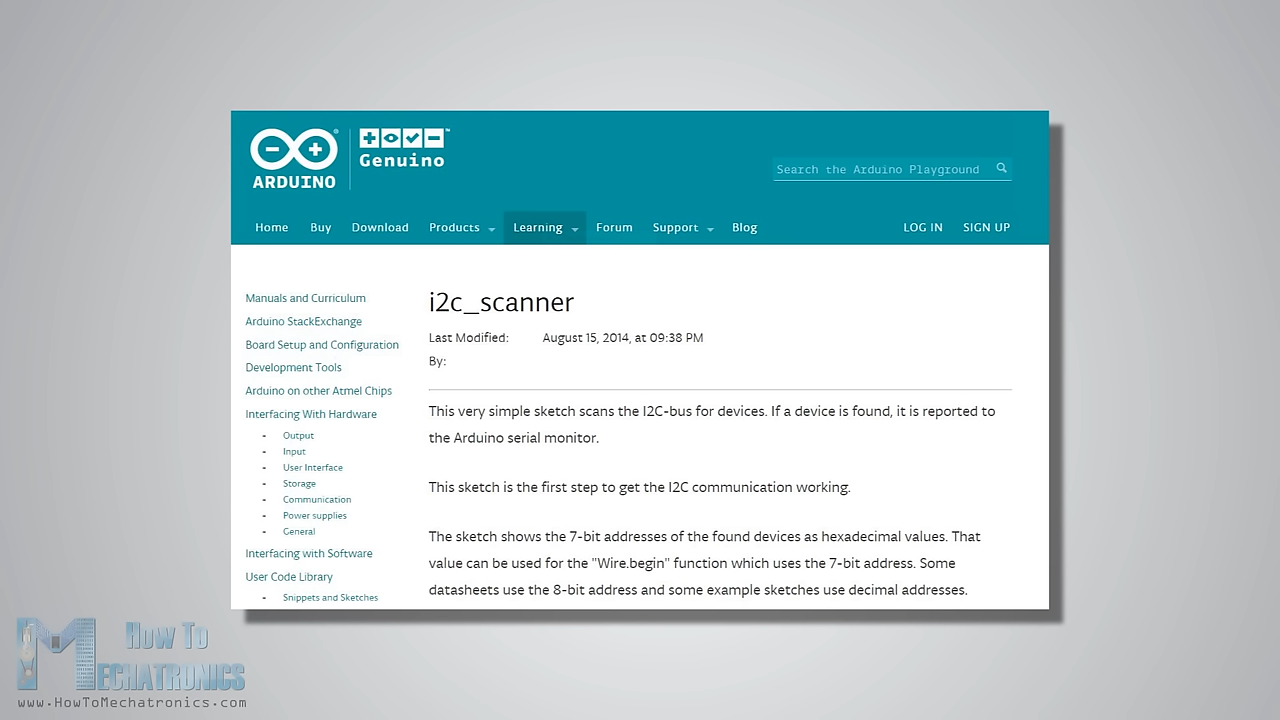 ARDUINO
Genuino
Search the Arduino Playground
Home Buy Download Products Learning Forum Support Blog LOG IN SIGN UP
Manuals and Curriculum
Arduino StackExchange
Board Setup and Configuration
Development Tools
Arduino on other Atmel Chips
Interfacing With Hardware
- Output
- Input
- User Interface
- Storage
- Communication
- Power supplies
- General
Interfacing with Software
User Code Library
- Snippets and Sketches
i2c_scanner
Last Modified: August 15, 2014, at 09:38 PM
By:
This very simple sketch scans the I2C-bus for devices. If a device is found, it is reported to
the Arduino serial monitor.
This sketch is the first step to get the I2C communication working.
The sketch shows the 7-bit addresses of the found devices as hexadecimal values. That
value can be used for the "Wire.begin" function which uses the 7-bit address. Some
datasheets use the 8-bit address and some example sketches use decimal addresses.
How To
MECHATRONICS
www.HowToMechatronics.com